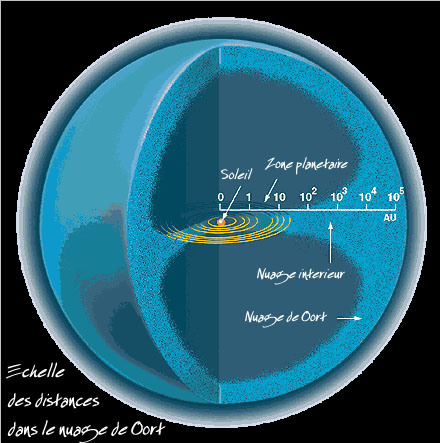 Zone planetaire
Soleil
0 1 10 10² 10³ 10⁴ 10⁵
AU
Nuage interieur
Nuage de Oort
Echelle
des distances
dans le nuage de Oort